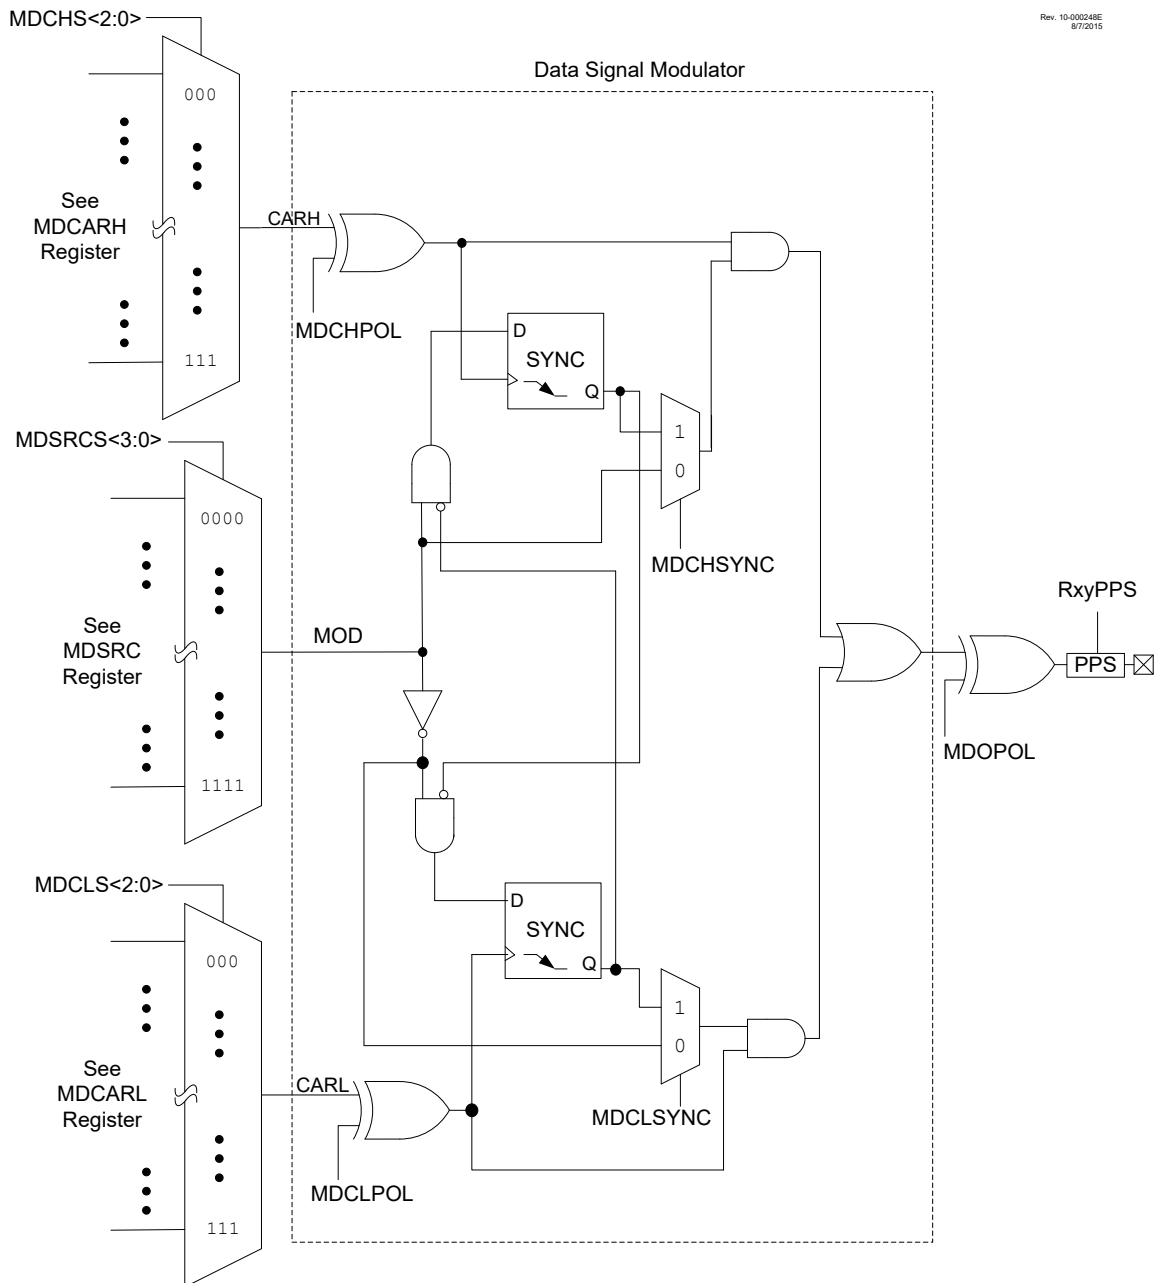 MDCHS<2:0>
Rev. 10-000248E
8/7/2015
Data Signal Modulator
000
See
MDCARH
Register
CARH
MDCHPOL
D
SYNC
Q
111
1
0
MDSRCS<3:0>
0000
MDCHSYNC
RxyPPS
See
MDSRC
Register
MOD
PPS
MDOPOL
1111
MDCLS<2:0>
D
SYNC
Q
000
1
0
See
MDCARL
Register
CARL
MDCLSYNC
MDCLPOL
111